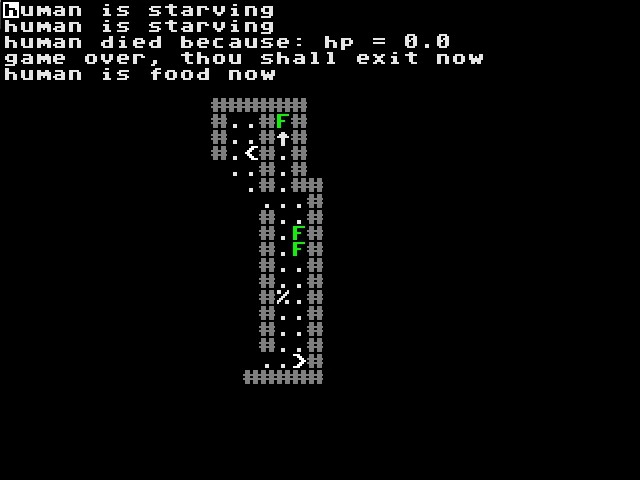 human is starving
human is starving
human died because: hp = 0.0
game over, thou shall exit now
human is food now
##########
#..#F#
#..#↑#
#.<#.#
..#.#
.#.##
...#
#..#
#.F#
#.F#
#..#
#..#
#%.#
#..#
#..#
#..#
..>#
########